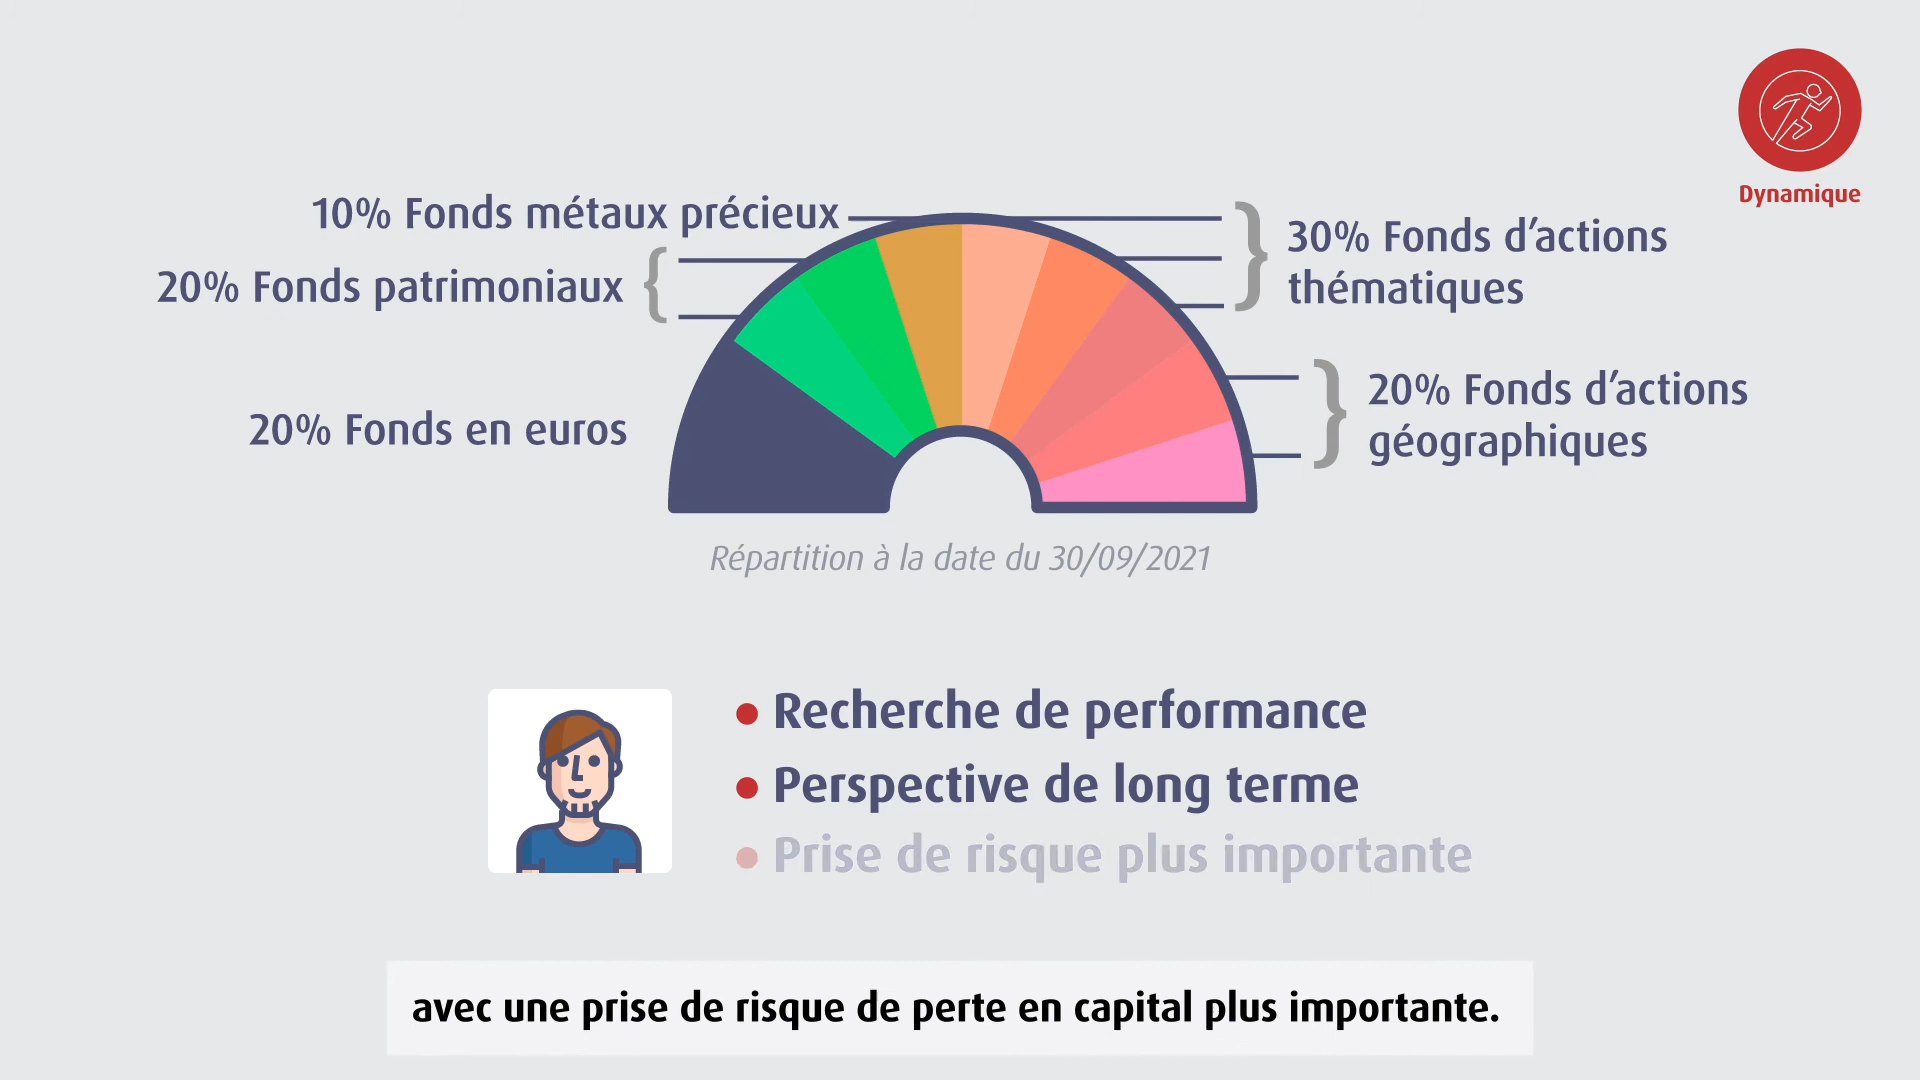 Dynamique
10% Fonds métaux précieux
20% Fonds patrimoniaux
20% Fonds en euros
30% Fonds d'actions
thématiques
20% Fonds d'actions
géographiques
Répartition à la date du 30/09/2021
• Recherche de performance
• Perspective de long terme
• Prise de risque plus importante
avec une prise de risque de perte en capital plus importante.